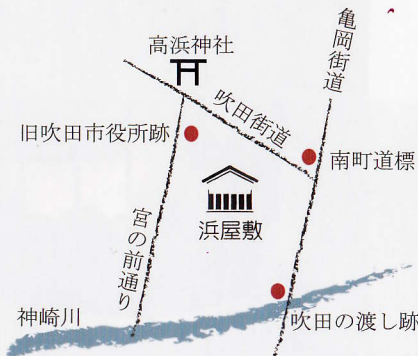 高浜神社
亀岡街道
吹田街道
旧吹田市役所跡
南町道標
浜屋敷
宮の前通り
神崎川
吹田の渡し跡